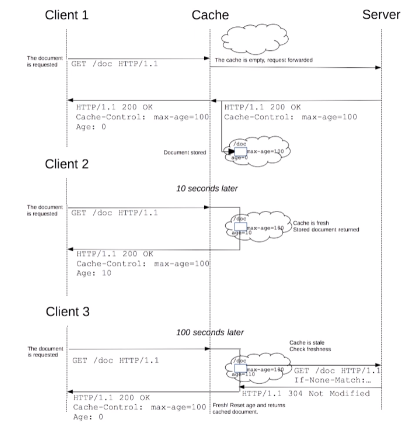 Client 1
Cache
Server
The document
is requested
GET /doc HTTP/1.1
The cache is empty, request forwarded
HTTP/1.1 200 OK
Cache-Control: max-age=100
Age: 0
HTTP/1.1 200 OK
Cache-Control: max-age=100
Document stored
/doc
max-age=100
age=0
Client 2
10 seconds later
The document
is requested
GET /doc HTTP/1.1
/doc
max-age=100
age=10
Cache is fresh
Stored document returned
HTTP/1.1 200 OK
Cache-Control: max-age=100
Age: 10
Client 3
100 seconds later
The document
is requested
GET /doc HTTP/1.1
Cache is stale
Check freshness
/doc
max-age=100
age=110
GET /doc HTTP/1.1
If-None-Match:…
HTTP/1.1 304 Not Modified
HTTP/1.1 200 OK
Cache-Control: max-age=100
Age: 0
Fresh! Reset age and returns
cached document.